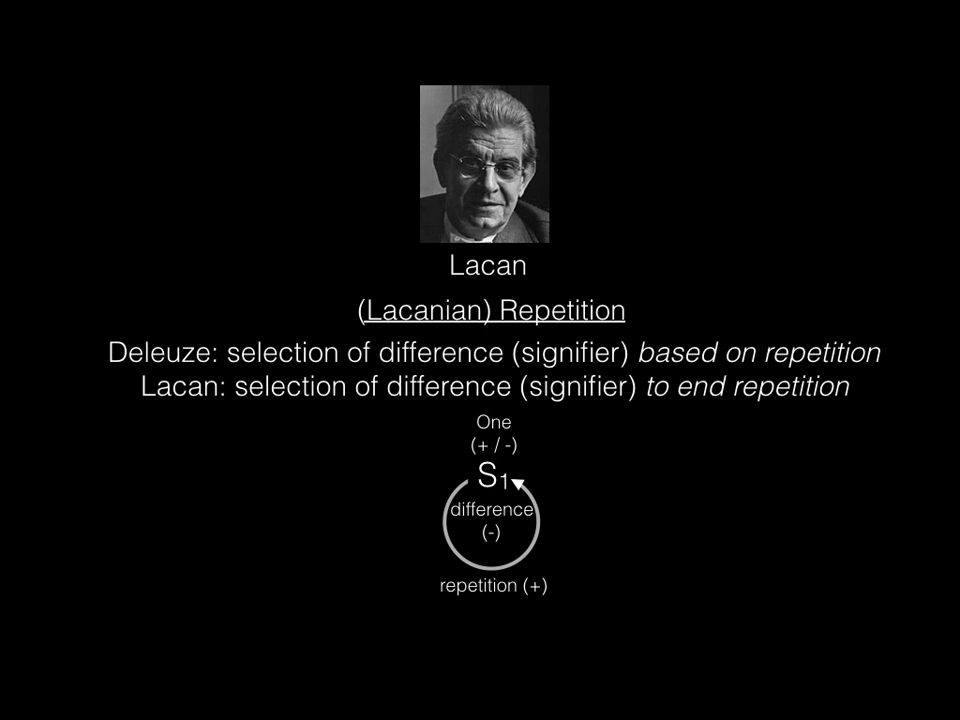 Lacan
(Lacanian) Repetition
Deleuze: selection of difference (signifier) based on repetition
Lacan: selection of difference (signifier) to end repetition
One
(+ / -)
S₁
difference
(-)
repetition (+)